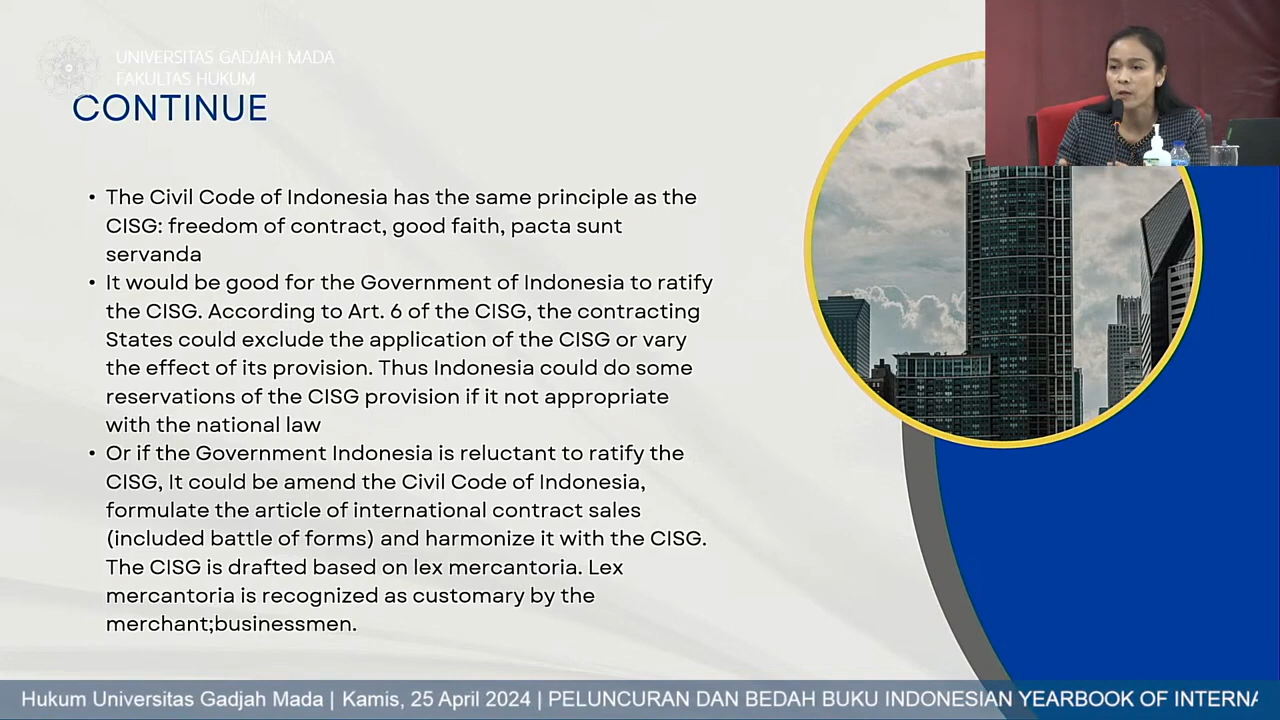 UNIVERSITAS GADJAH MADA
FAKULTAS HUKUM
CONTINUE
• The Civil Code of Indonesia has the same principle as the
CISG: freedom of contract, good faith, pacta sunt
servanda
• It would be good for the Government of Indonesia to ratify
the CISG. According to Art. 6 of the CISG, the contracting
States could exclude the application of the CISG or vary
the effect of its provision. Thus Indonesia could do some
reservations of the CISG provision if it not appropriate
with the national law
• Or if the Government Indonesia is reluctant to ratify the
CISG, It could be amend the Civil Code of Indonesia,
formulate the article of international contract sales
(included battle of forms) and harmonize it with the CISG.
The CISG is drafted based on lex mercantoria. Lex
mercantoria is recognized as customary by the
merchant;businessmen.
Hukum Universitas Gadjah Mada | Kamis, 25 April 2024 | PELUNCURAN DAN BEDAH BUKU INDONESIAN YEARBOOK OF INTERNA